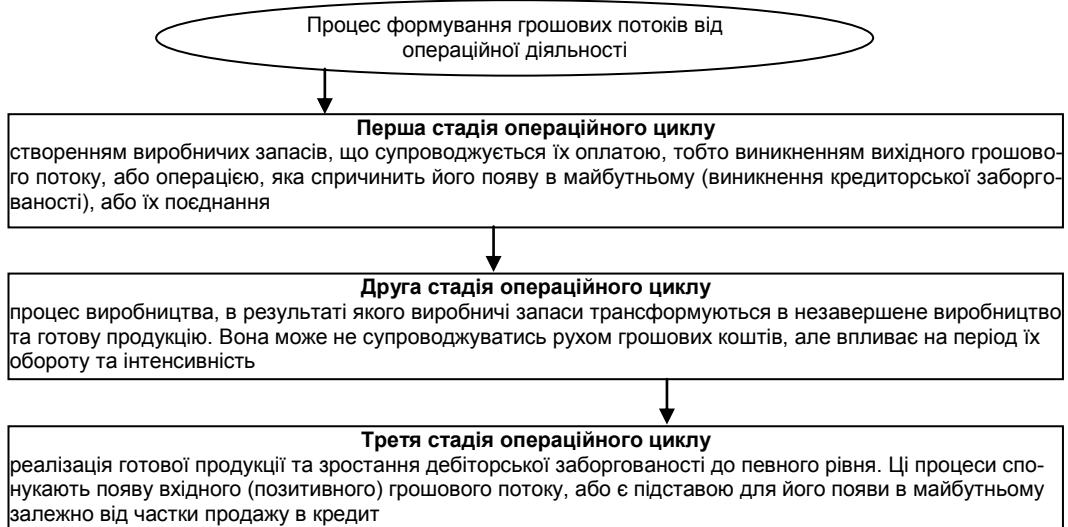 Процес формування грошових потоків від
операційної діяльності
Перша стадія операційного циклу
створенням виробничих запасів, що супроводжується їх оплатою, тобто виникненням вихідного грошово-
го потоку, або операцією, яка спричинить його появу в майбутньому (виникнення кредиторської заборго-
ваності), або їх поєднання
Друга стадія операційного циклу
процес виробництва, в результаті якого виробничі запаси трансформуються в незавершене виробництво
та готову продукцію. Вона може не супроводжуватись рухом грошових коштів, але впливає на період їх
обороту та інтенсивність
Третя стадія операційного циклу
реалізація готової продукції та зростання дебіторської заборгованості до певного рівня. Ці процеси спо-
нукають появу вхідного (позитивного) грошового потоку, або є підставою для його появи в майбутньому
залежно від частки продажу в кредит